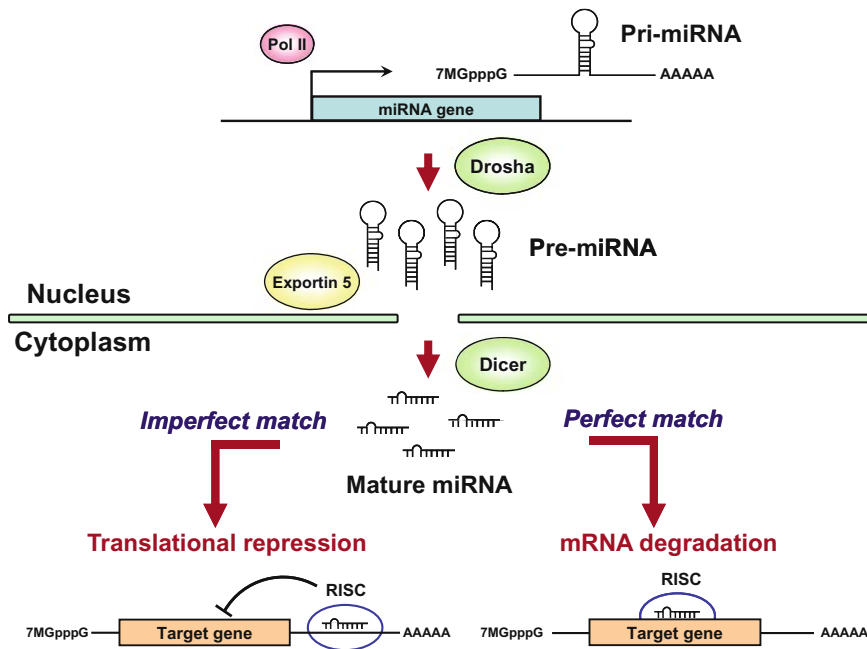 Pol II
Pri-miRNA
7MGpppG
AAAAA
miRNA gene
Drosha
Pre-miRNA
Exportin 5
Nucleus
Cytoplasm
Dicer
Imperfect match
Perfect match
Mature miRNA
Translational repression
mRNA degradation
RISC
RISC
7MGpppG
Target gene
AAAAA
7MGpppG
Target gene
AAAAA